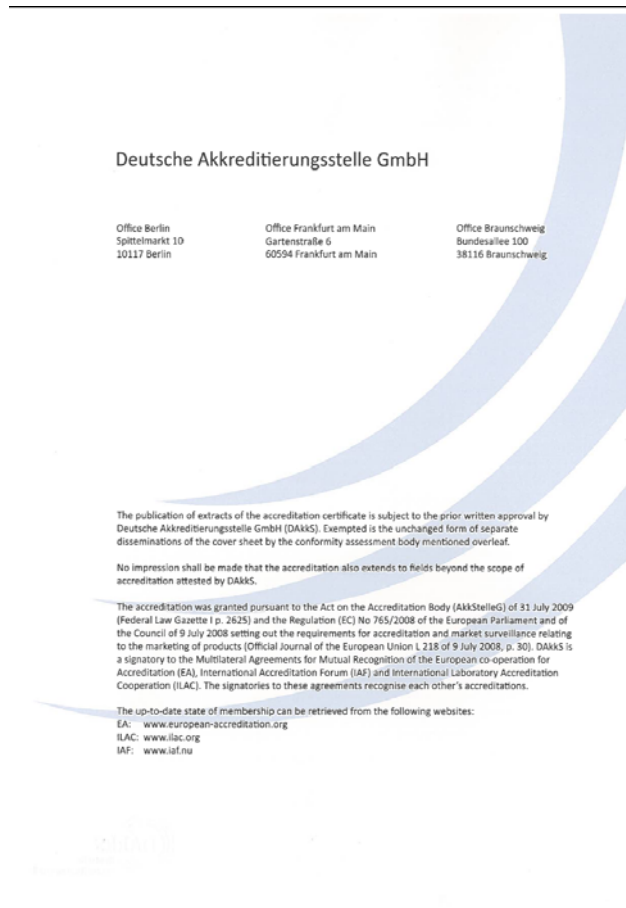 Deutsche Akkreditierungsstelle GmbH
Office Berlin
Spittelmarkt 10
10117 Berlin
Office Frankfurt am Main
Gartenstraße 6
60594 Frankfurt am Main
Office Braunschweig
Bundesallee 100
38116 Braunschweig
The publication of extracts of the accreditation certificate is subject to the prior written approval by
Deutsche Akkreditierungsstelle GmbH (DAkkS). Exempted is the unchanged form of separate
disseminations of the cover sheet by the conformity assessment body mentioned overleaf.
No impression shall be made that the accreditation also extends to fields beyond the scope of
accreditation attested by DAkkS.
The accreditation was granted pursuant to the Act on the Accreditation Body (AkkStelleG) of 31 July 2009
(Federal Law Gazette I p. 2625) and the Regulation (EC) No 765/2008 of the European Parliament and of
the Council of 9 July 2008 setting out the requirements for accreditation and market surveillance relating
to the marketing of products (Official Journal of the European Union L 218 of 9 July 2008, p. 30). DAkkS is
a signatory to the Multilateral Agreements for Mutual Recognition of the European co-operation for
Accreditation (EA), International Accreditation Forum (IAF) and International Laboratory Accreditation
Cooperation (ILAC). The signatories to these agreements recognise each other's accreditations.
The up-to-date state of membership can be retrieved from the following websites:
EA: www.european-accreditation.org
ILAC: www.ilac.org
IAF: www.iaf.nu